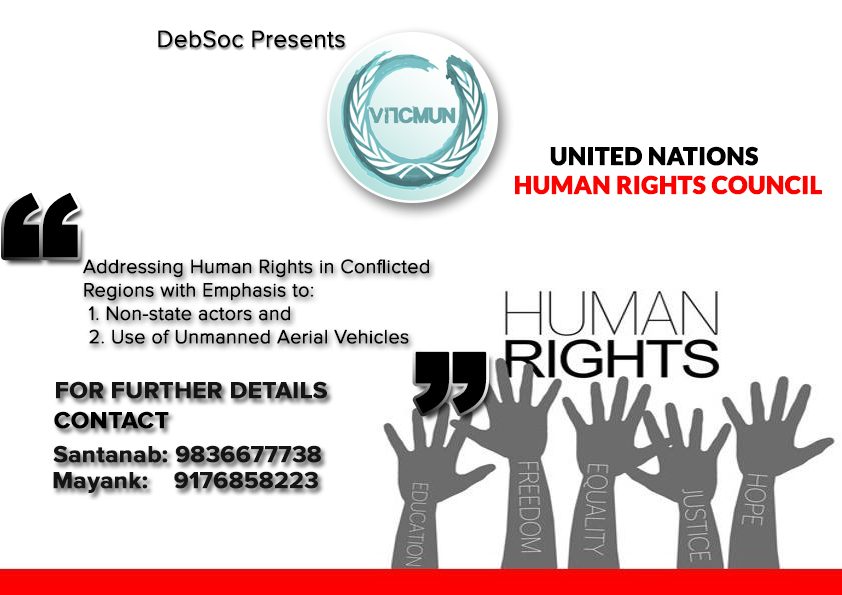 DebSoc Presents
VITCMUN
UNITED NATIONS
HUMAN RIGHTS COUNCIL
“
Addressing Human Rights in Conflicted
Regions with Emphasis to:
1. Non-state actors and
2. Use of Unmanned Aerial Vehicles
”
HUMAN
RIGHTS
FOR FURTHER DETAILS
CONTACT
Santanab: 9836677738
Mayank: 9176858223
EDUCATION
FREEDOM
EQUALITY
JUSTICE
HOPE